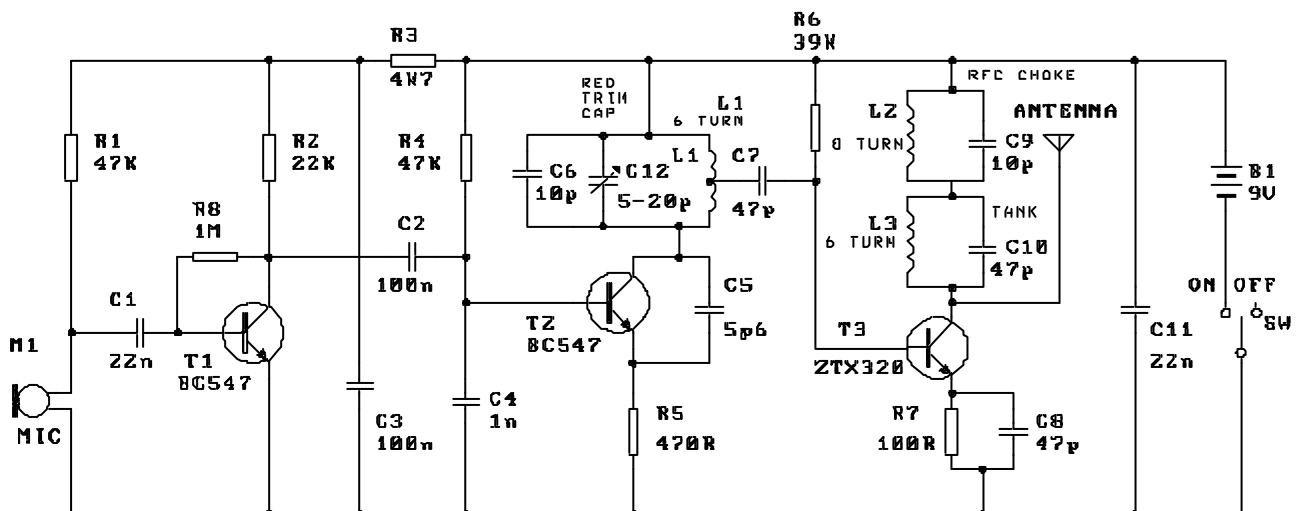 R6
39K
R3
4K7
RFC CHOKE
RED
TRIM
CAP
L1
6 TURN
L2
8 TURN
ANTENNA
R1
47K
R2
22K
R4
47K
C6
10p
C12
5-20p
L1
C7
47p
C9
10p
B1
9V
R8
1M
C2
100n
L3
6 TURN
TANK
C10
47p
ON OFF
SW
C1
22n
T1
BC547
T2
BC547
C5
5p6
T3
ZTX320
C11
22n
M1
MIC
C3
100n
C4
1n
R5
470R
R7
100R
C8
47p